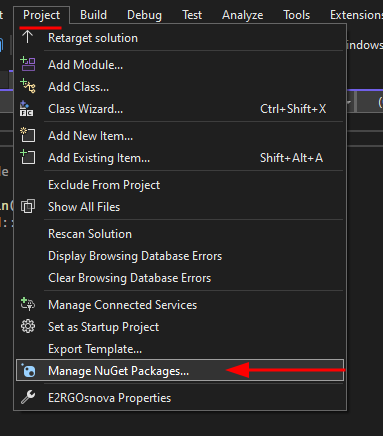 Project Build Debug Test Analyze Tools Extensions
Retarget solution
Add Module...
Add Class...
Class Wizard... Ctrl+Shift+X
Add New Item...
Add Existing Item... Shift+Alt+A
Exclude From Project
Show All Files
Rescan Solution
Display Browsing Database Errors
Clear Browsing Database Errors
Manage Connected Services
Set as Startup Project
Export Template...
Manage NuGet Packages...
E2RGOsnova Properties